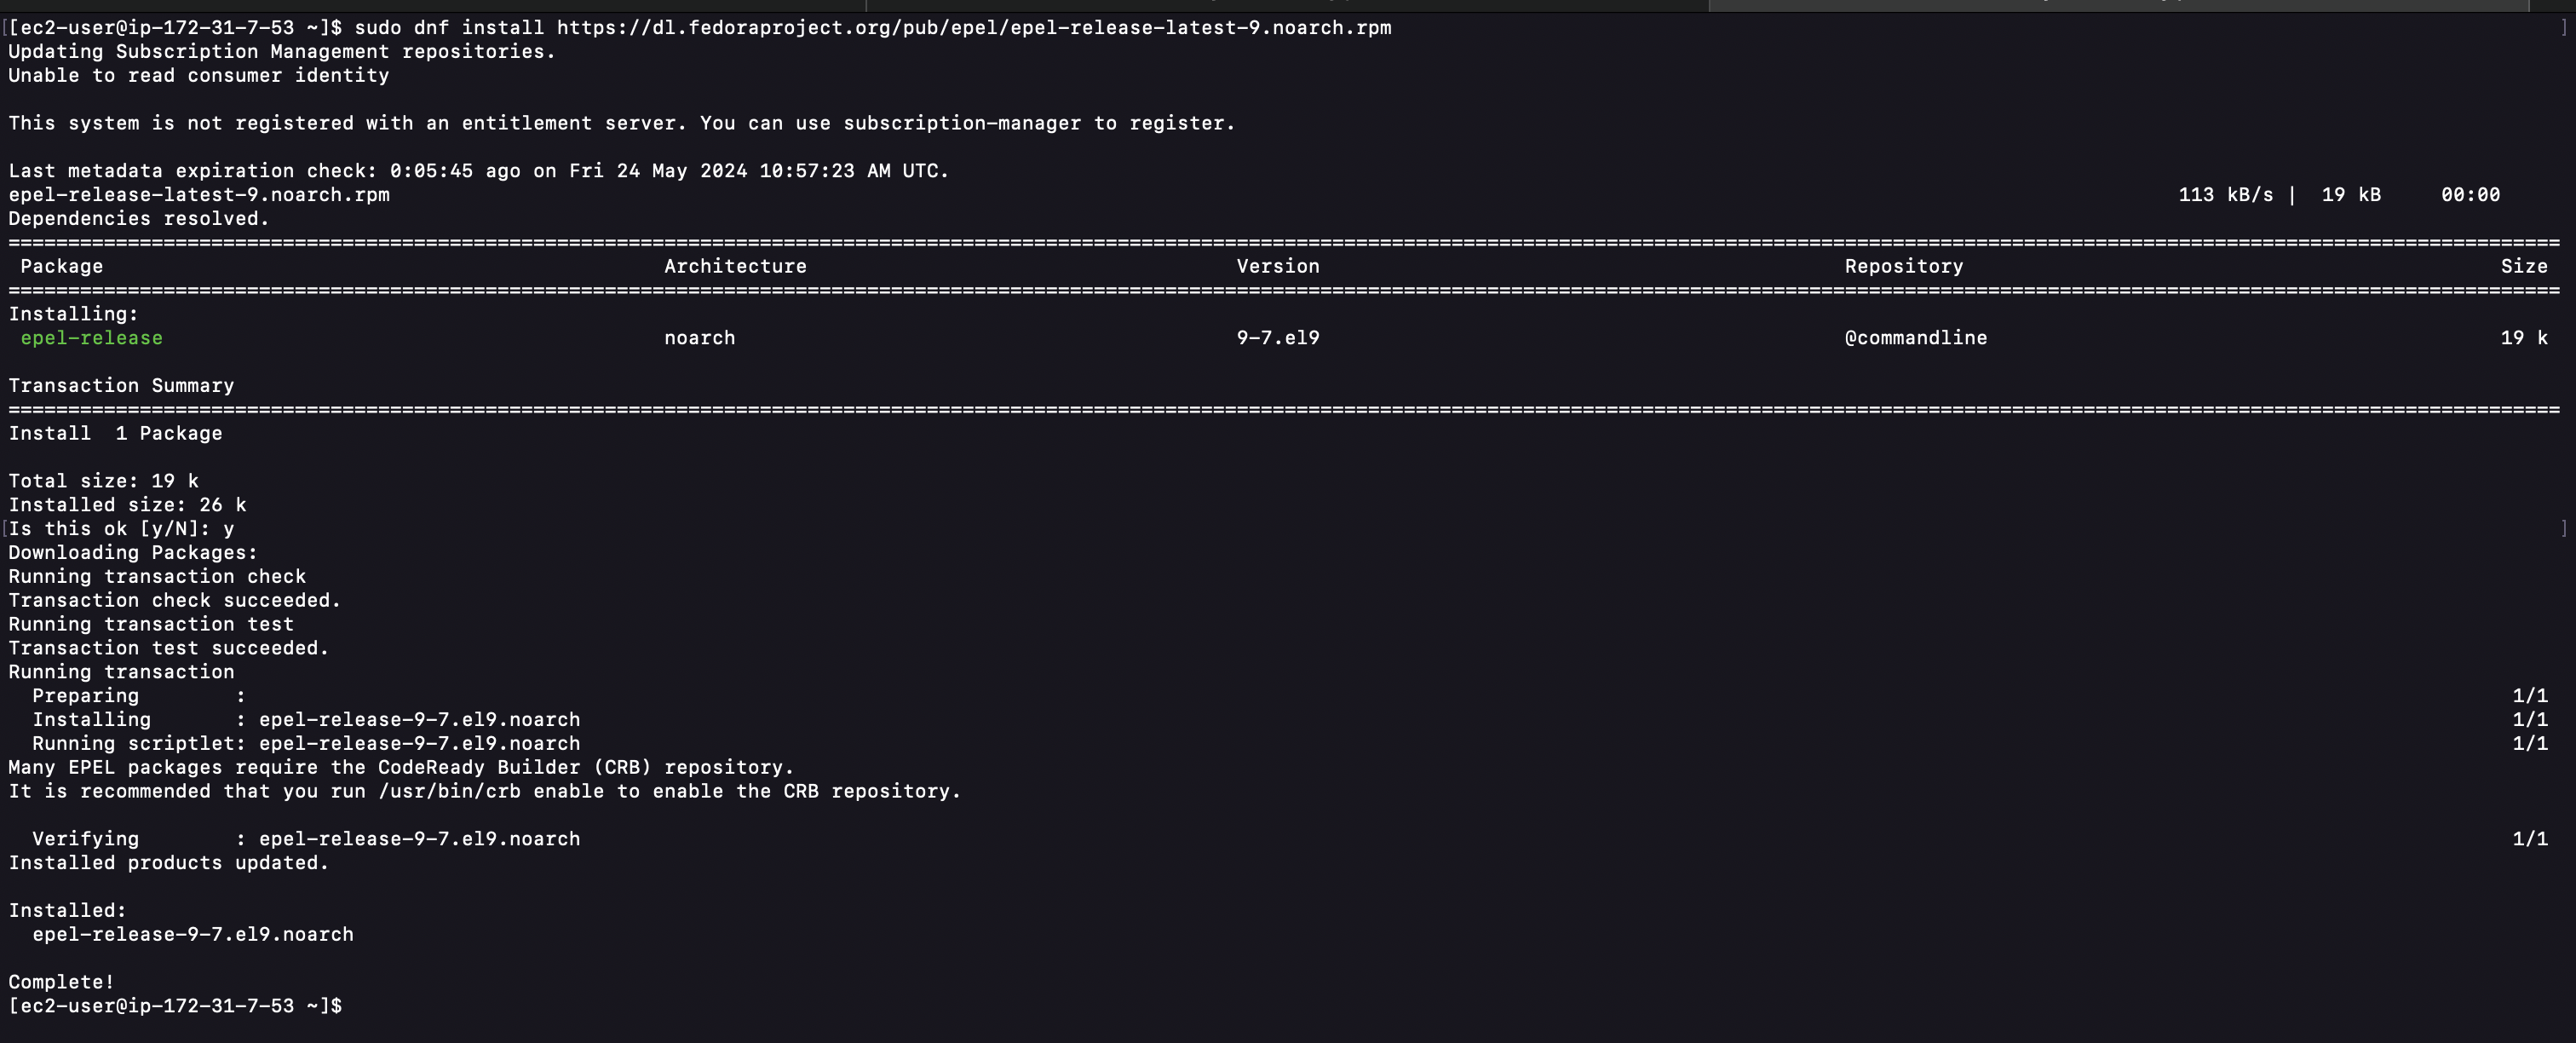 [ec2-user@ip-172-31-7-53 ~]$ sudo dnf install https://dl.fedoraproject.org/pub/epel/epel-release-latest-9.noarch.rpm
Updating Subscription Management repositories.
Unable to read consumer identity
This system is not registered with an entitlement server. You can use subscription-manager to register.
Last metadata expiration check: 0:05:45 ago on Fri 24 May 2024 10:57:23 AM UTC.
epel-release-latest-9.noarch.rpm 113 kB/s | 19 kB 00:00
Dependencies resolved.
================================================================================
Package Architecture Version Repository Size
================================================================================
Installing:
epel-release noarch 9-7.el9 @commandline 19 k
Transaction Summary
================================================================================
Install 1 Package
Total size: 19 k
Installed size: 26 k
Is this ok [y/N]: y
Downloading Packages:
Running transaction check
Transaction check succeeded.
Running transaction test
Transaction test succeeded.
Running transaction
Preparing : 1/1
Installing : epel-release-9-7.el9.noarch 1/1
Running scriptlet: epel-release-9-7.el9.noarch 1/1
Many EPEL packages require the CodeReady Builder (CRB) repository.
It is recommended that you run /usr/bin/crb enable to enable the CRB repository.
Verifying : epel-release-9-7.el9.noarch 1/1
Installed products updated.
Installed:
epel-release-9-7.el9.noarch
Complete!
[ec2-user@ip-172-31-7-53 ~]$